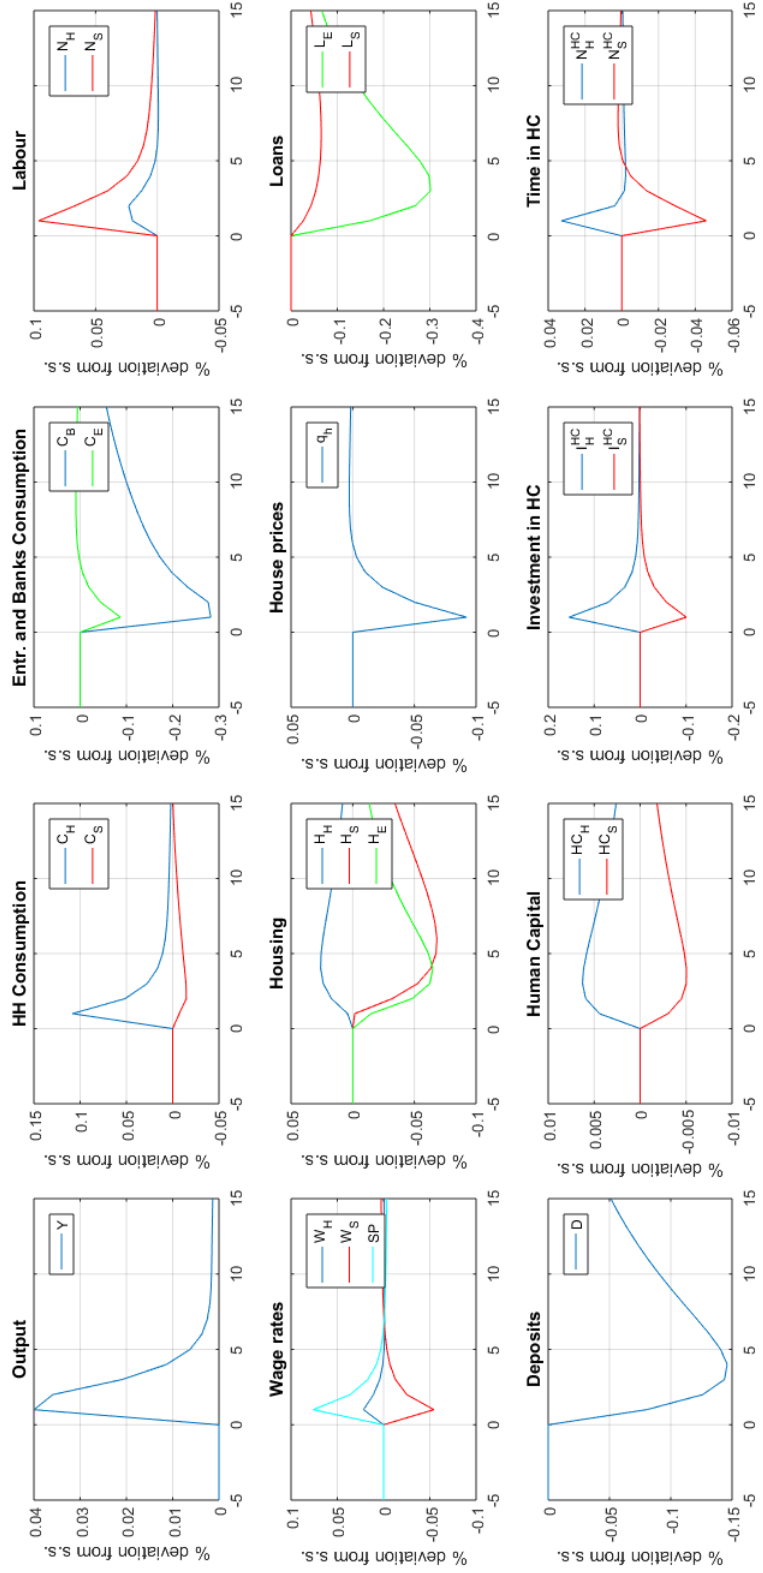 Output
% deviation from s.s.
0.04
0.03
0.02
0.01
0
-5
0
5
10
15
Y
HH Consumption
% deviation from s.s.
0.15
0.1
0.05
0
-0.05
-5
0
5
10
15
C_H
C_S
Entr. and Banks Consumption
% deviation from s.s.
0.1
0
-0.1
-0.2
-0.3
-5
0
5
10
15
C_B
C_E
Labour
% deviation from s.s.
0.1
0.05
0
-0.05
-5
0
5
10
15
N_H
N_S
Wage rates
% deviation from s.s.
0.1
0.05
0
-0.05
-0.1
-5
0
5
10
15
W_H
W_S
SP
Housing
% deviation from s.s.
0.05
0
-0.05
-0.1
-5
0
5
10
15
H_H
H_S
H_E
House prices
% deviation from s.s.
0.05
0
-0.05
-0.1
-5
0
5
10
15
q_h
Loans
% deviation from s.s.
0
-0.1
-0.2
-0.3
-0.4
-5
0
5
10
15
L_E
L_S
Deposits
% deviation from s.s.
0
-0.05
-0.1
-0.15
-5
0
5
10
15
D
Human Capital
% deviation from s.s.
0.01
0.005
0
-0.005
-0.01
-5
0
5
10
15
HC_H
HC_S
Investment in HC
% deviation from s.s.
0.2
0.1
0
-0.1
-0.2
-5
0
5
10
15
I_H^HC
I_S^HC
Time in HC
% deviation from s.s.
0.04
0.02
0
-0.02
-0.04
-0.06
-5
0
5
10
15
N_H^HC
N_S^HC